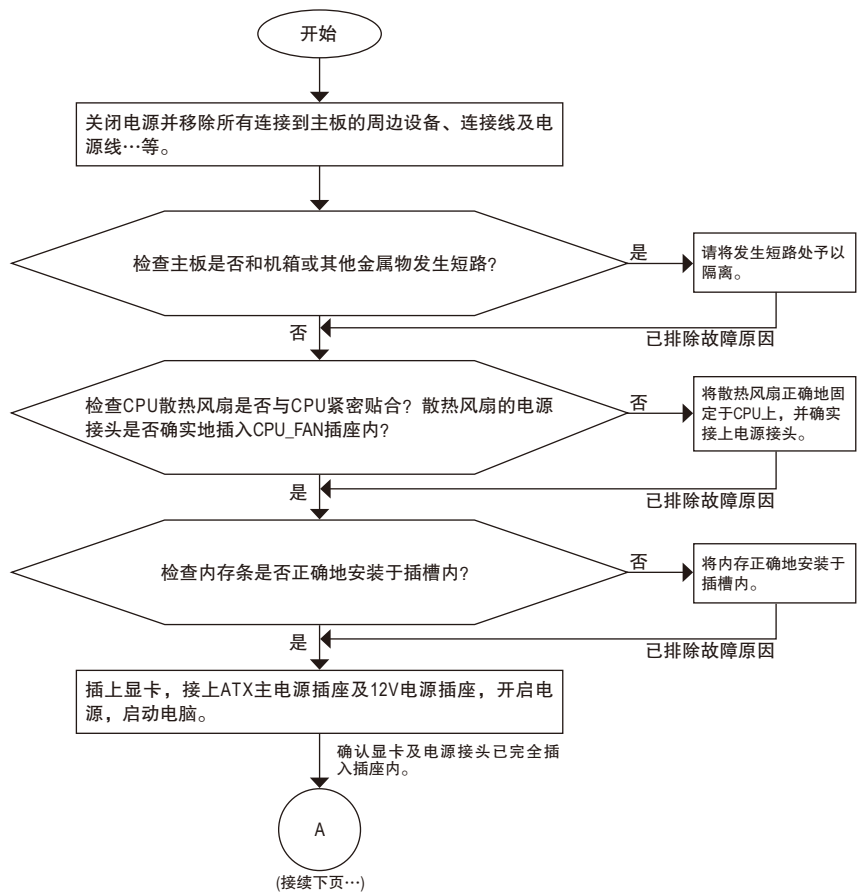 开始
关闭电源并移除所有连接到主板的周边设备、连接线及电
源线…等。
检查主板是否和机箱或其他金属物发生短路？
是
请将发生短路处予以
隔离。
否
已排除故障原因
检查CPU散热风扇是否与CPU紧密贴合？散热风扇的电源
接头是否确实地插入CPU_FAN插座内？
否
将散热风扇正确地固
定于CPU上，并确实
接上电源接头。
是
已排除故障原因
检查内存条是否正确地安装于插槽内？
否
将内存正确地安装于
插槽内。
是
已排除故障原因
插上显卡，接上ATX主电源插座及12V电源插座，开启电
源，启动电脑。
确认显卡及电源接头已完全插
入插座内。
A
(接续下页…)